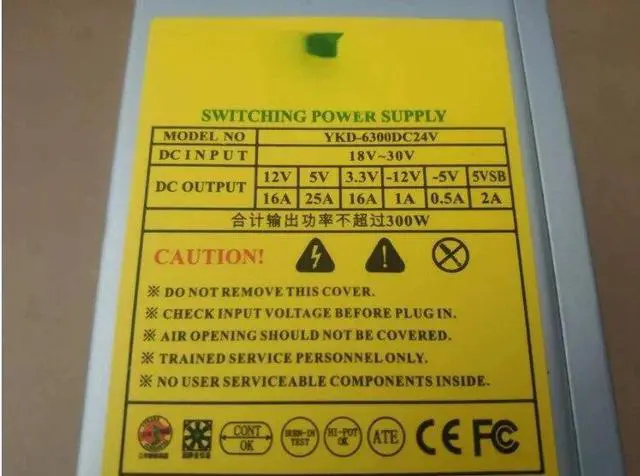 SWITCHING POWER SUPPLY
MODEL NO YKD-6300DC24V
DC INPUT 18V~30V
DC OUTPUT 12V 5V 3.3V -12V -5V 5VSB
16A 25A 16A 1A 0.5A 2A
合计输出功率不超过300W
CAUTION!
※ DO NOT REMOVE THIS COVER.
※ CHECK INPUT VOLTAGE BEFORE PLUG IN.
※ AIR OPENING SHOULD NOT BE COVERED.
※ TRAINED SERVICE PERSONNEL ONLY.
※ NO USER SERVICEABLE COMPONENTS INSIDE.
CONT OK BURN-IN TEST HI-POT OK ATE CE FC